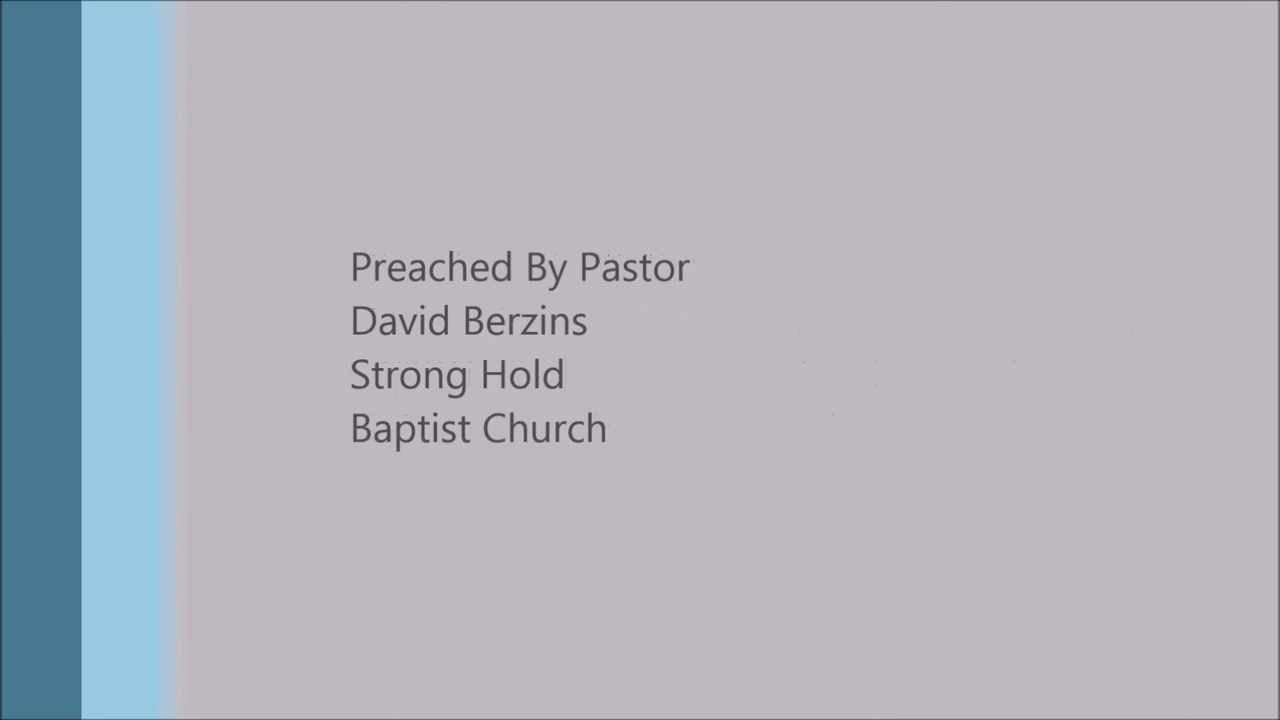 Preached By Pastor
David Berzins
Strong Hold
Baptist Church